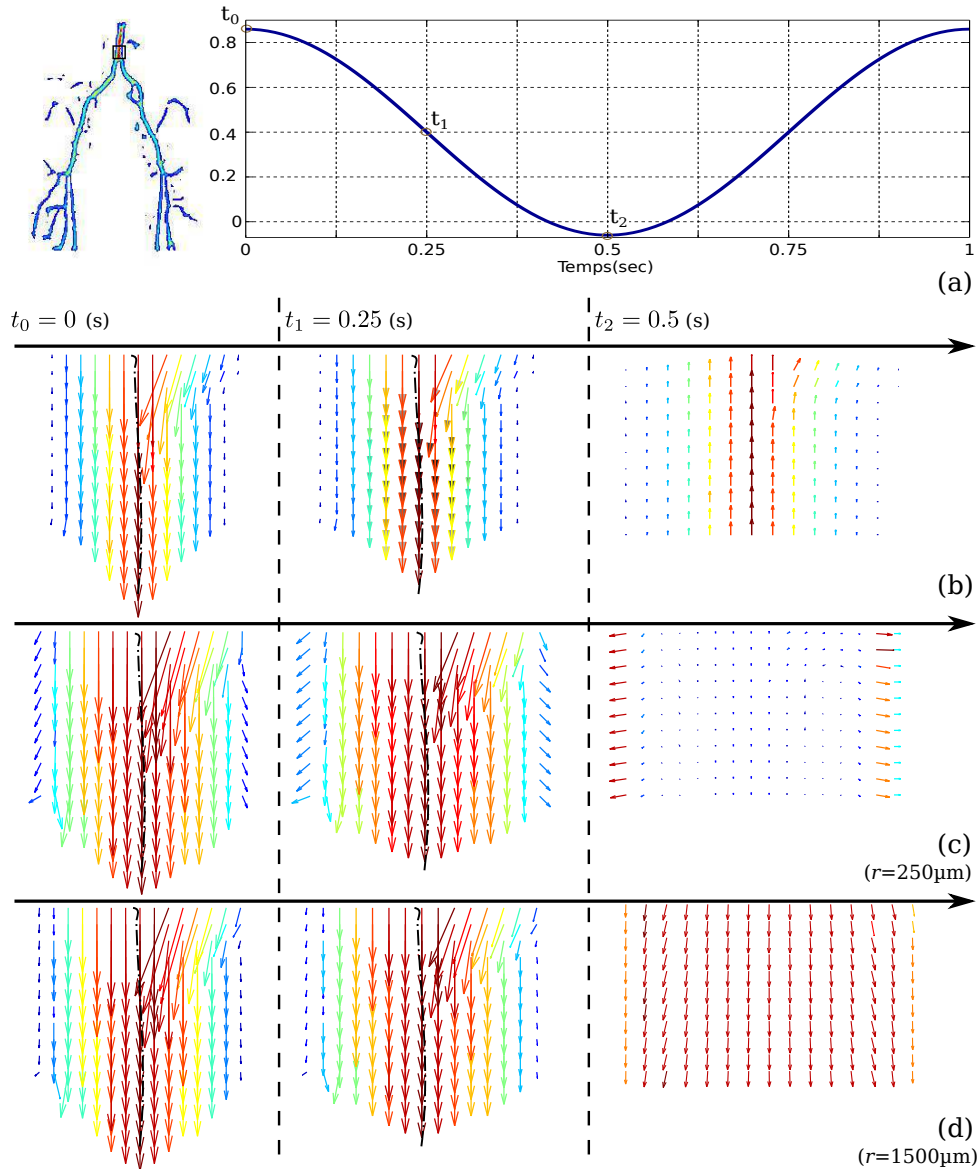 t0
0.8
0.6
t1
0.4
0.2
t2
0
0 0.25 0.5 0.75 1
Temps(sec)
(a)
t0 = 0 (s) t1 = 0.25 (s) t2 = 0.5 (s)
(b)
(c)
(r=250µm)
(d)
(r=1500µm)